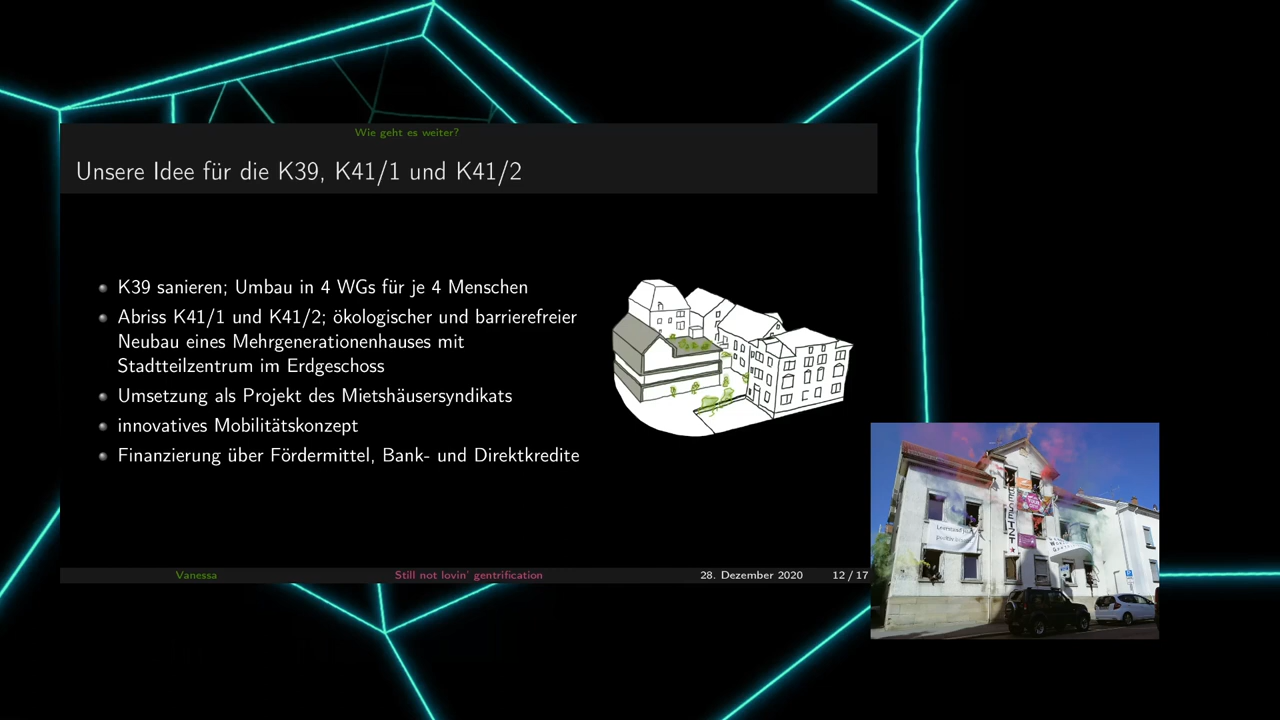 Wie geht es weiter?
Unsere Idee für die K39, K41/1 und K41/2
K39 sanieren; Umbau in 4 WGs für je 4 Menschen
Abriss K41/1 und K41/2; ökologischer und barrierefreier
Neubau eines Mehrgenerationenhauses mit
Stadtteilzentrum im Erdgeschoss
Umsetzung als Projekt des Mietshäusersyndikats
innovatives Mobilitätskonzept
Finanzierung über Fördermittel, Bank- und Direktkredite
BESETZT
Leerstand
Vanessa
Still not lovin' gentrification
28. Dezember 2020
12 / 17